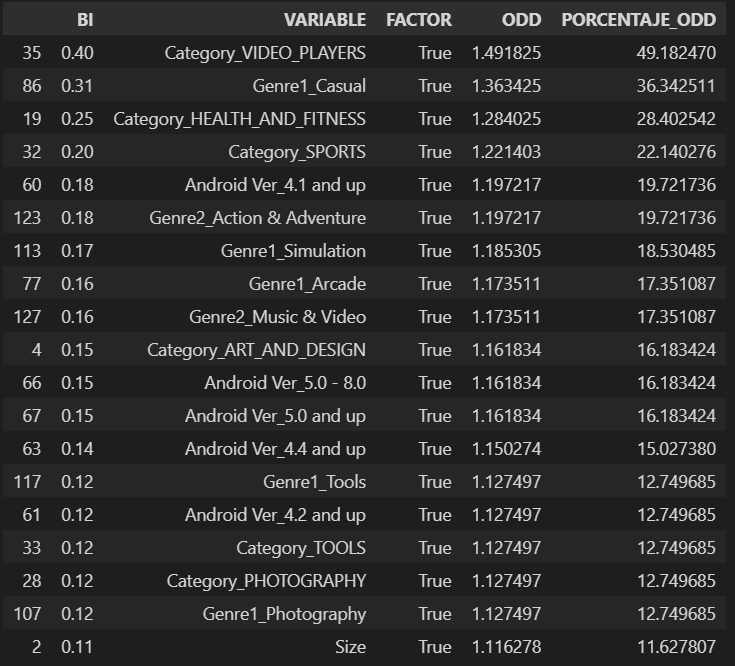 BI VARIABLE FACTOR ODD PORCENTAJE_ODD
35 0.40 Category_VIDEO_PLAYERS True 1.491825 49.182470
86 0.31 Genre1_Casual True 1.363425 36.342511
19 0.25 Category_HEALTH_AND_FITNESS True 1.284025 28.402542
32 0.20 Category_SPORTS True 1.221403 22.140276
60 0.18 Android Ver_4.1 and up True 1.197217 19.721736
123 0.18 Genre2_Action & Adventure True 1.197217 19.721736
113 0.17 Genre1_Simulation True 1.185305 18.530485
77 0.16 Genre1_Arcade True 1.173511 17.351087
127 0.16 Genre2_Music & Video True 1.173511 17.351087
4 0.15 Category_ART_AND_DESIGN True 1.161834 16.183424
66 0.15 Android Ver_5.0 - 8.0 True 1.161834 16.183424
67 0.15 Android Ver_5.0 and up True 1.161834 16.183424
63 0.14 Android Ver_4.4 and up True 1.150274 15.027380
117 0.12 Genre1_Tools True 1.127497 12.749685
61 0.12 Android Ver_4.2 and up True 1.127497 12.749685
33 0.12 Category_TOOLS True 1.127497 12.749685
28 0.12 Category_PHOTOGRAPHY True 1.127497 12.749685
107 0.12 Genre1_Photography True 1.127497 12.749685
2 0.11 Size True 1.116278 11.627807